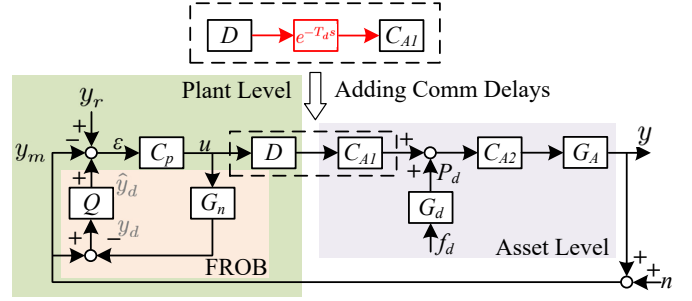 D e^{-T_d s} C_{A1}
Plant Level Adding Comm Delays
y_r
+
y_m − ε C_p u D C_{A1} + C_{A2} G_A y
+ ŷ_d + P_d
Q G_n G_d
y_d
+ − f_d
FROB Asset Level
+
+ n